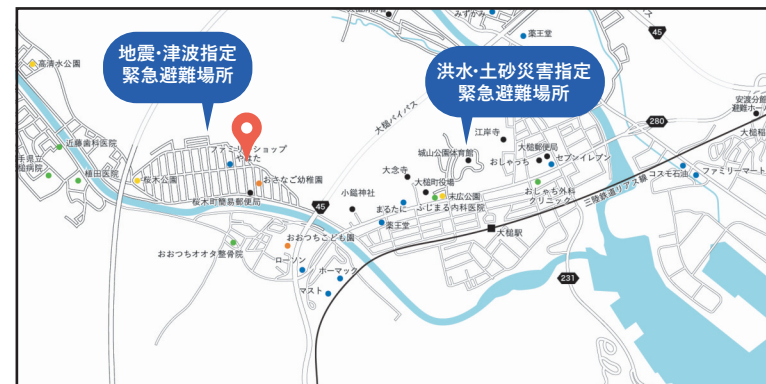 みずかみ
薬王堂
45
高清水公園
地震・津波指定
緊急避難場所
洪水・土砂災害指定
緊急避難場所
大槌バイパス
280
安渡分館
避難ホー
大槌稲
近藤歯科医院
手県立
槌病院
植田医院
ファミリーショップ
やはた
桜木公園
おさなご幼稚園
桜木町簡易郵便局
江岸寺
城山公園体育館
大槌郵便局
おしゃっち
セブンイレブン
大念寺
大槌町役場
小鎚神社
末広公園
ふじまる内科医院
まるたに
薬王堂
おしゃち外科
クリニック
コスモ石油
ファミリーマート
三陸鉄道リアス線
45
大槌駅
おおつちこども園
おおつちオオタ整骨院
ローソン
ホーマック
マスト
231